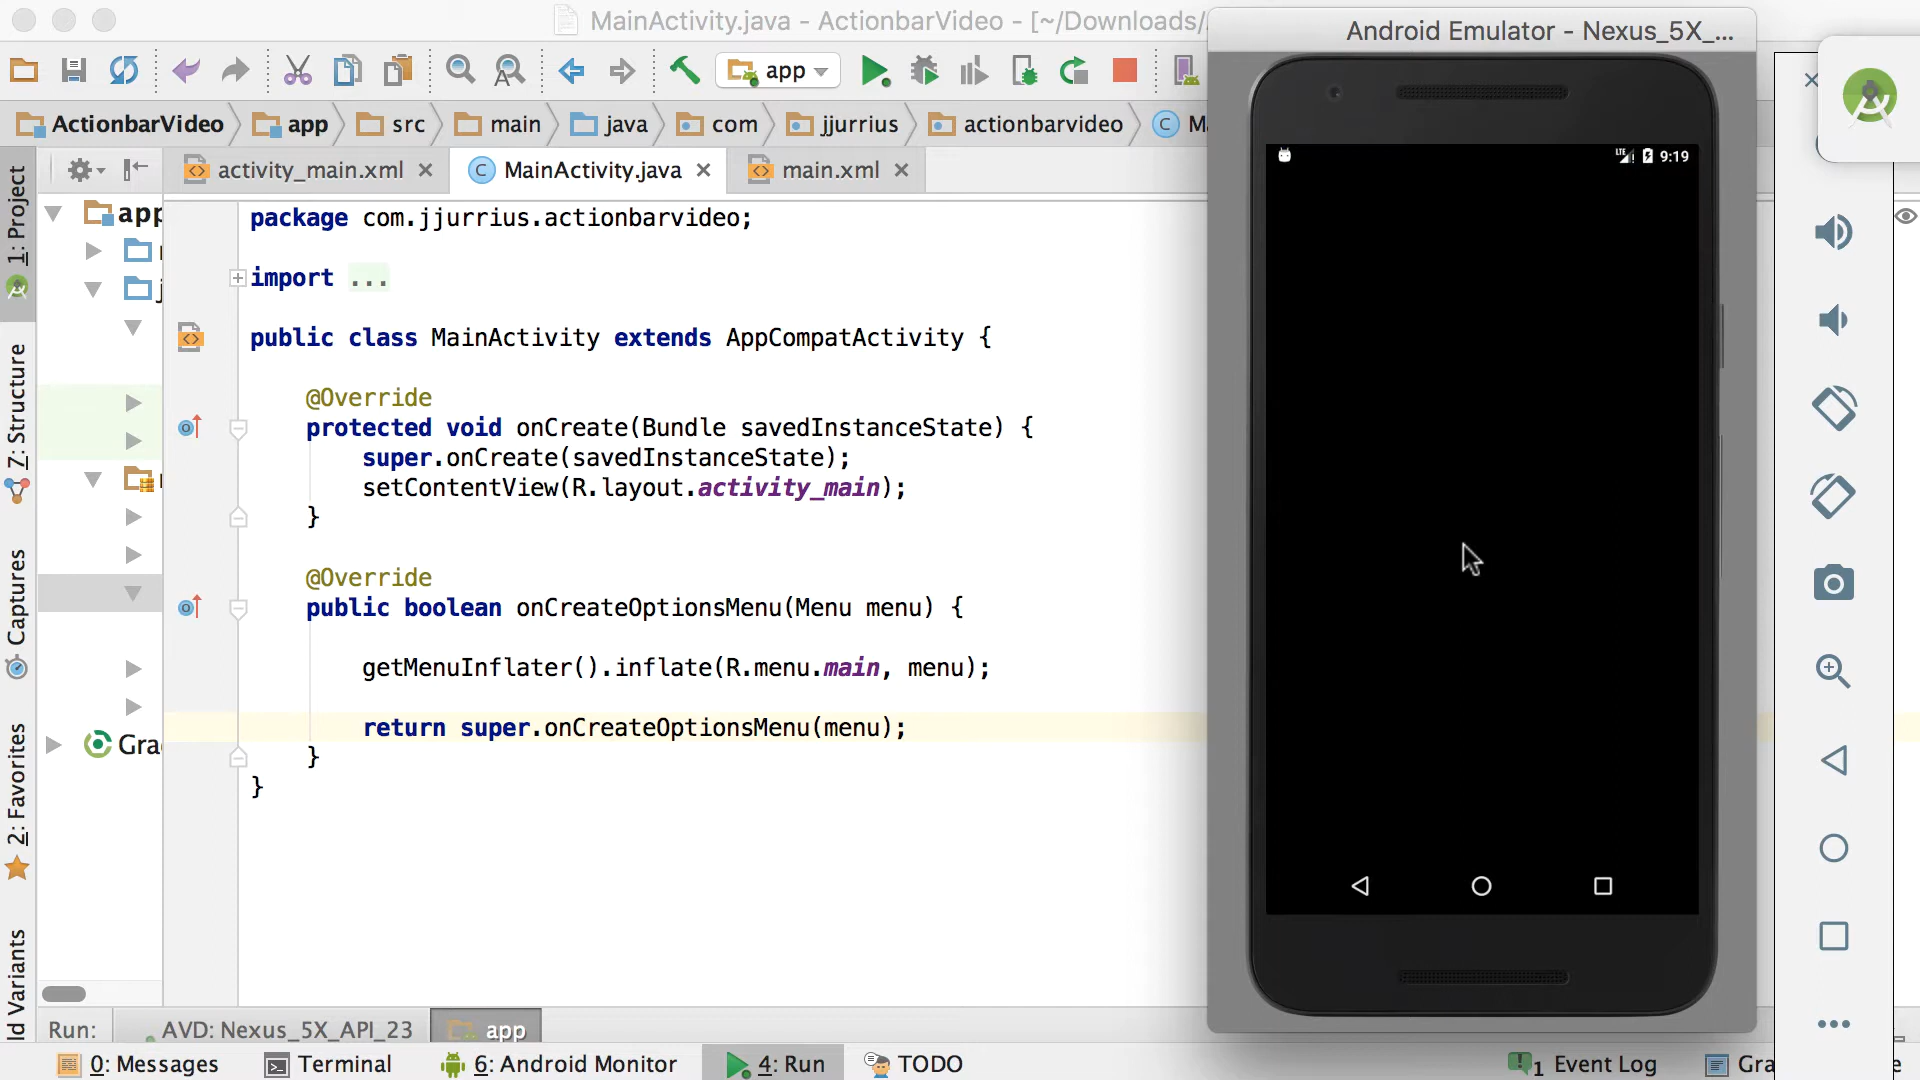 MainActivity.java - ActionbarVideo - [~/Downloads/
Android Emulator - Nexus_5X_...
app
ActionbarVideo
app
src
main
java
com
jjurrius
actionbarvideo
activity_main.xml
MainActivity.java
main.xml
LTE
9:19
1: Project
app
Z: Structure
Captures
2: Favorites
package com.jjurrius.actionbarvideo;
import ...
public class MainActivity extends AppCompatActivity {
@Override
protected void onCreate(Bundle savedInstanceState) {
super.onCreate(savedInstanceState);
setContentView(R.layout.activity_main);
}
@Override
public boolean onCreateOptionsMenu(Menu menu) {
getMenuInflater().inflate(R.menu.main, menu);
return super.onCreateOptionsMenu(menu);
}
}
Run:
AVD: Nexus_5X_API_23
app
0: Messages
Terminal
6: Android Monitor
4: Run
TODO
1 Event Log